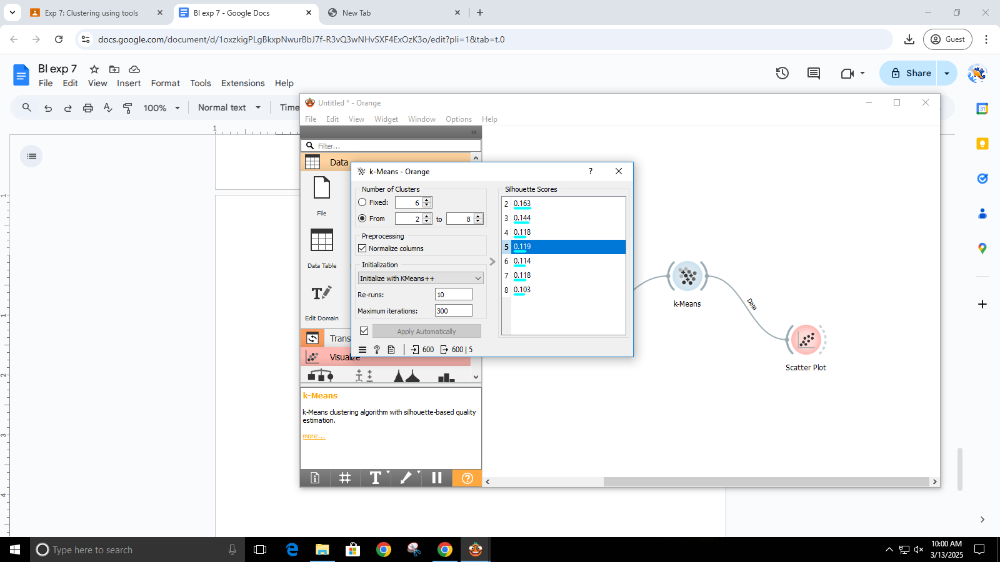 Exp 7: Clustering using tools
BI exp 7 - Google Docs
New Tab
docs.google.com/document/d/1oxzkigPLgBkxpNwurBbJ7f-R3vQ3wNHvSXF4ExOzK3o/edit?pli=1&tab=t.0
Guest
BI exp 7
File Edit View Insert Format Tools Extensions Help
Share
100%
Normal text
Time
1
Untitled * - Orange
File Edit View Widget Window Options Help
Filter...
Data
File
Data Table
Edit Domain
Trans
Visualize
k-Means - Orange
?
Number of Clusters
Fixed: 6
From 2 to 8
Preprocessing
Normalize columns
Initialization
Initialize with KMeans++
Re-runs: 10
Maximum iterations: 300
Apply Automatically
600 600 | 5
Silhouette Scores
2 0.163
3 0.144
4 0.118
5 0.119
6 0.114
7 0.118
8 0.103
k-Means
Data
Scatter Plot
k-Means
k-Means clustering algorithm with silhouette-based quality
estimation.
more...
1
1
2
3
4
31
Type here to search
10:00 AM
3/13/2025